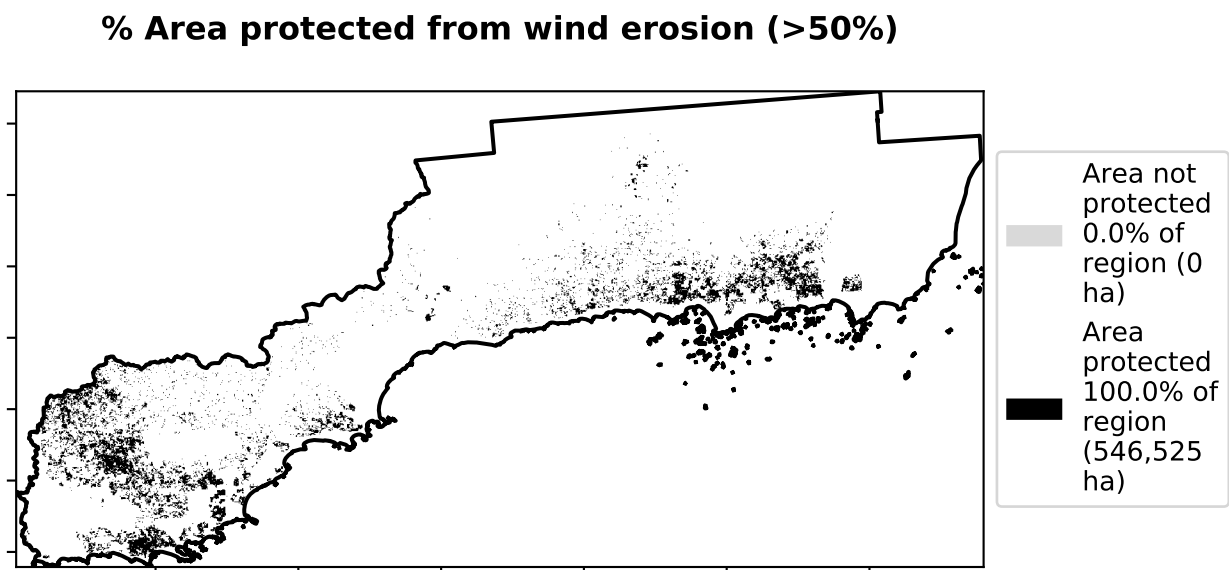 % Area protected from wind erosion (>50%)
Area not
protected
0.0% of
region (0
ha)
Area
protected
100.0% of
region
(546,525
ha)